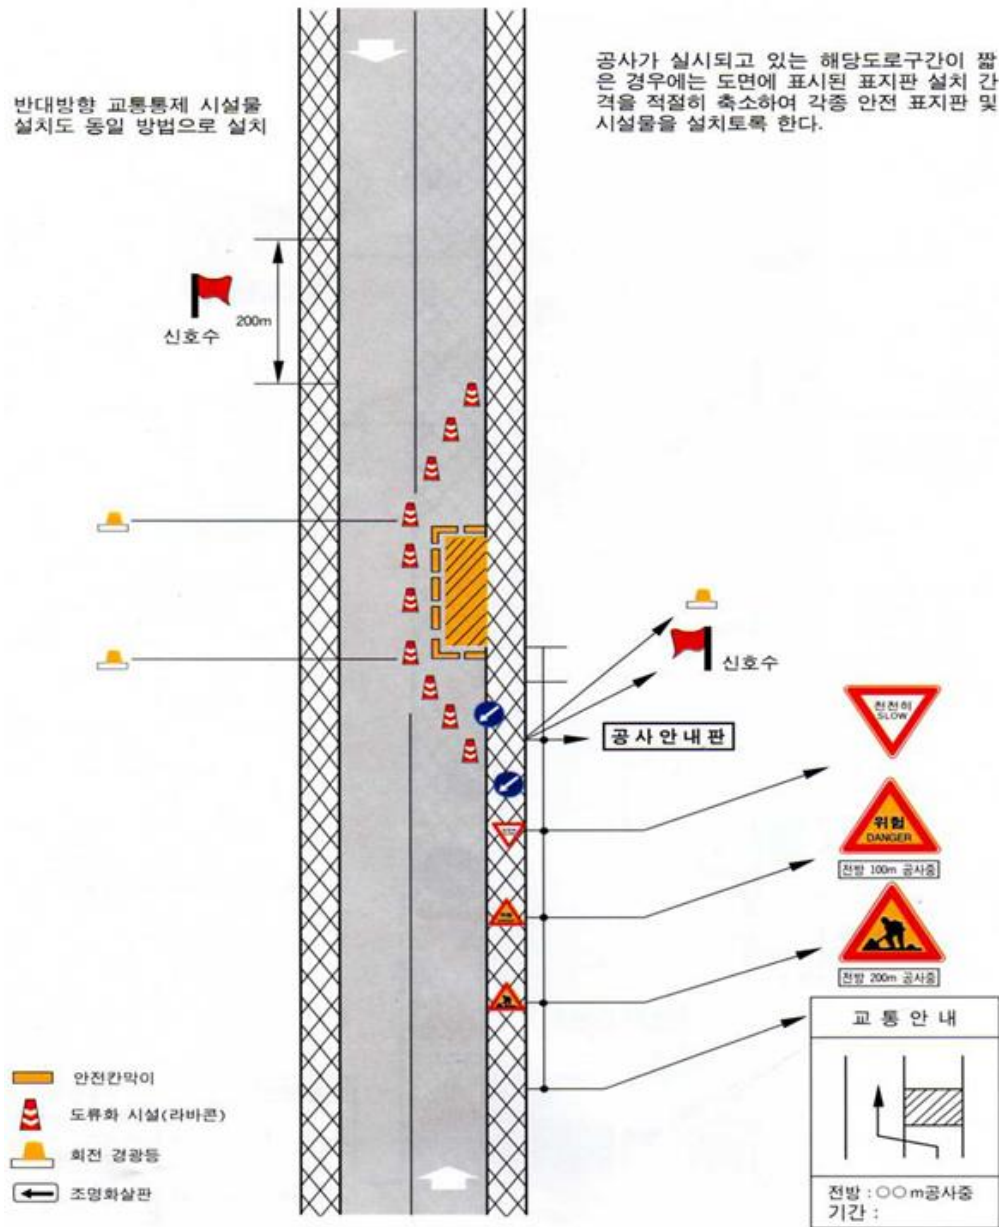 공사가 실시되고 있는 해당도로구간이 짧
은 경우에는 도면에 표시된 표지판 설치 간
격을 적절히 축소하여 각종 안전 표지판 및
시설물을 설치토록 한다.
반대방향 교통통제 시설물
설치도 동일 방법으로 설치
200m
신호수
신호수
공사안내판
천천히
SLOW
위험
DANGER
전방 100m 공사중
전방 200m 공사중
교통안내
전방 : ○○m공사중
기간 :
안전칸막이
도류화 시설(라바콘)
회전 경광등
조명화살판